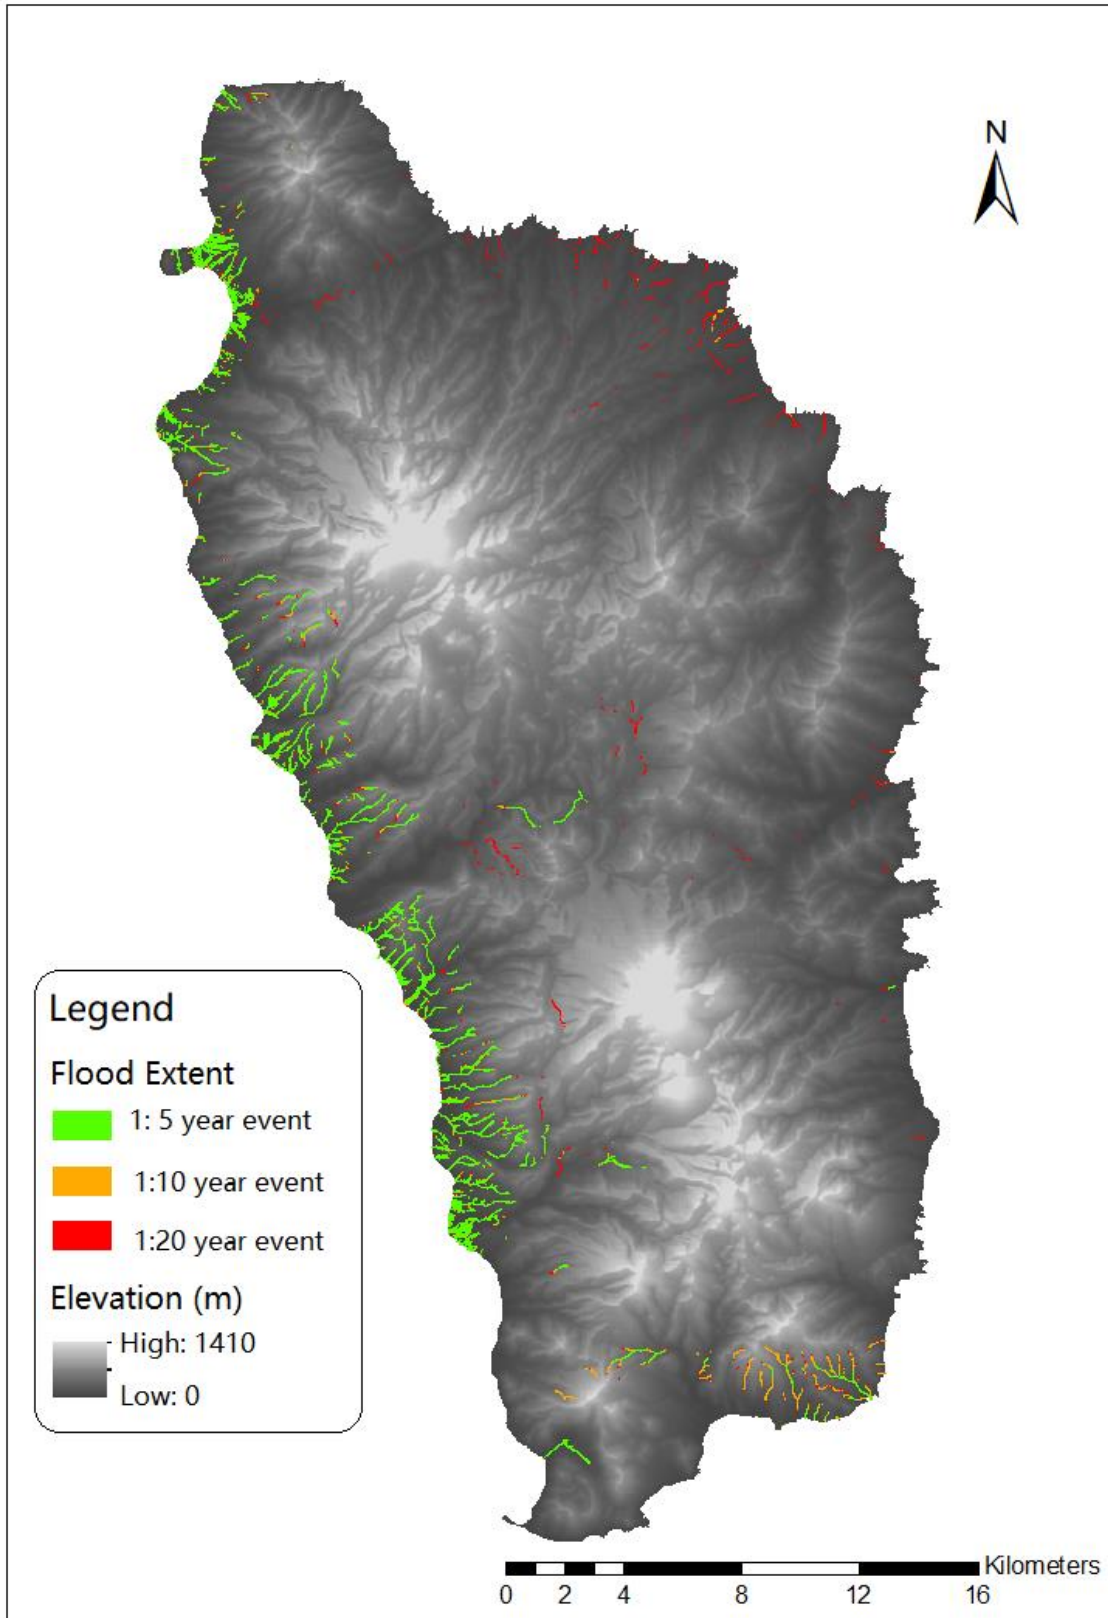 N
Legend
Flood Extent
1: 5 year event
1:10 year event
1:20 year event
Elevation (m)
High: 1410
Low: 0
Kilometers
0 2 4 8 12 16